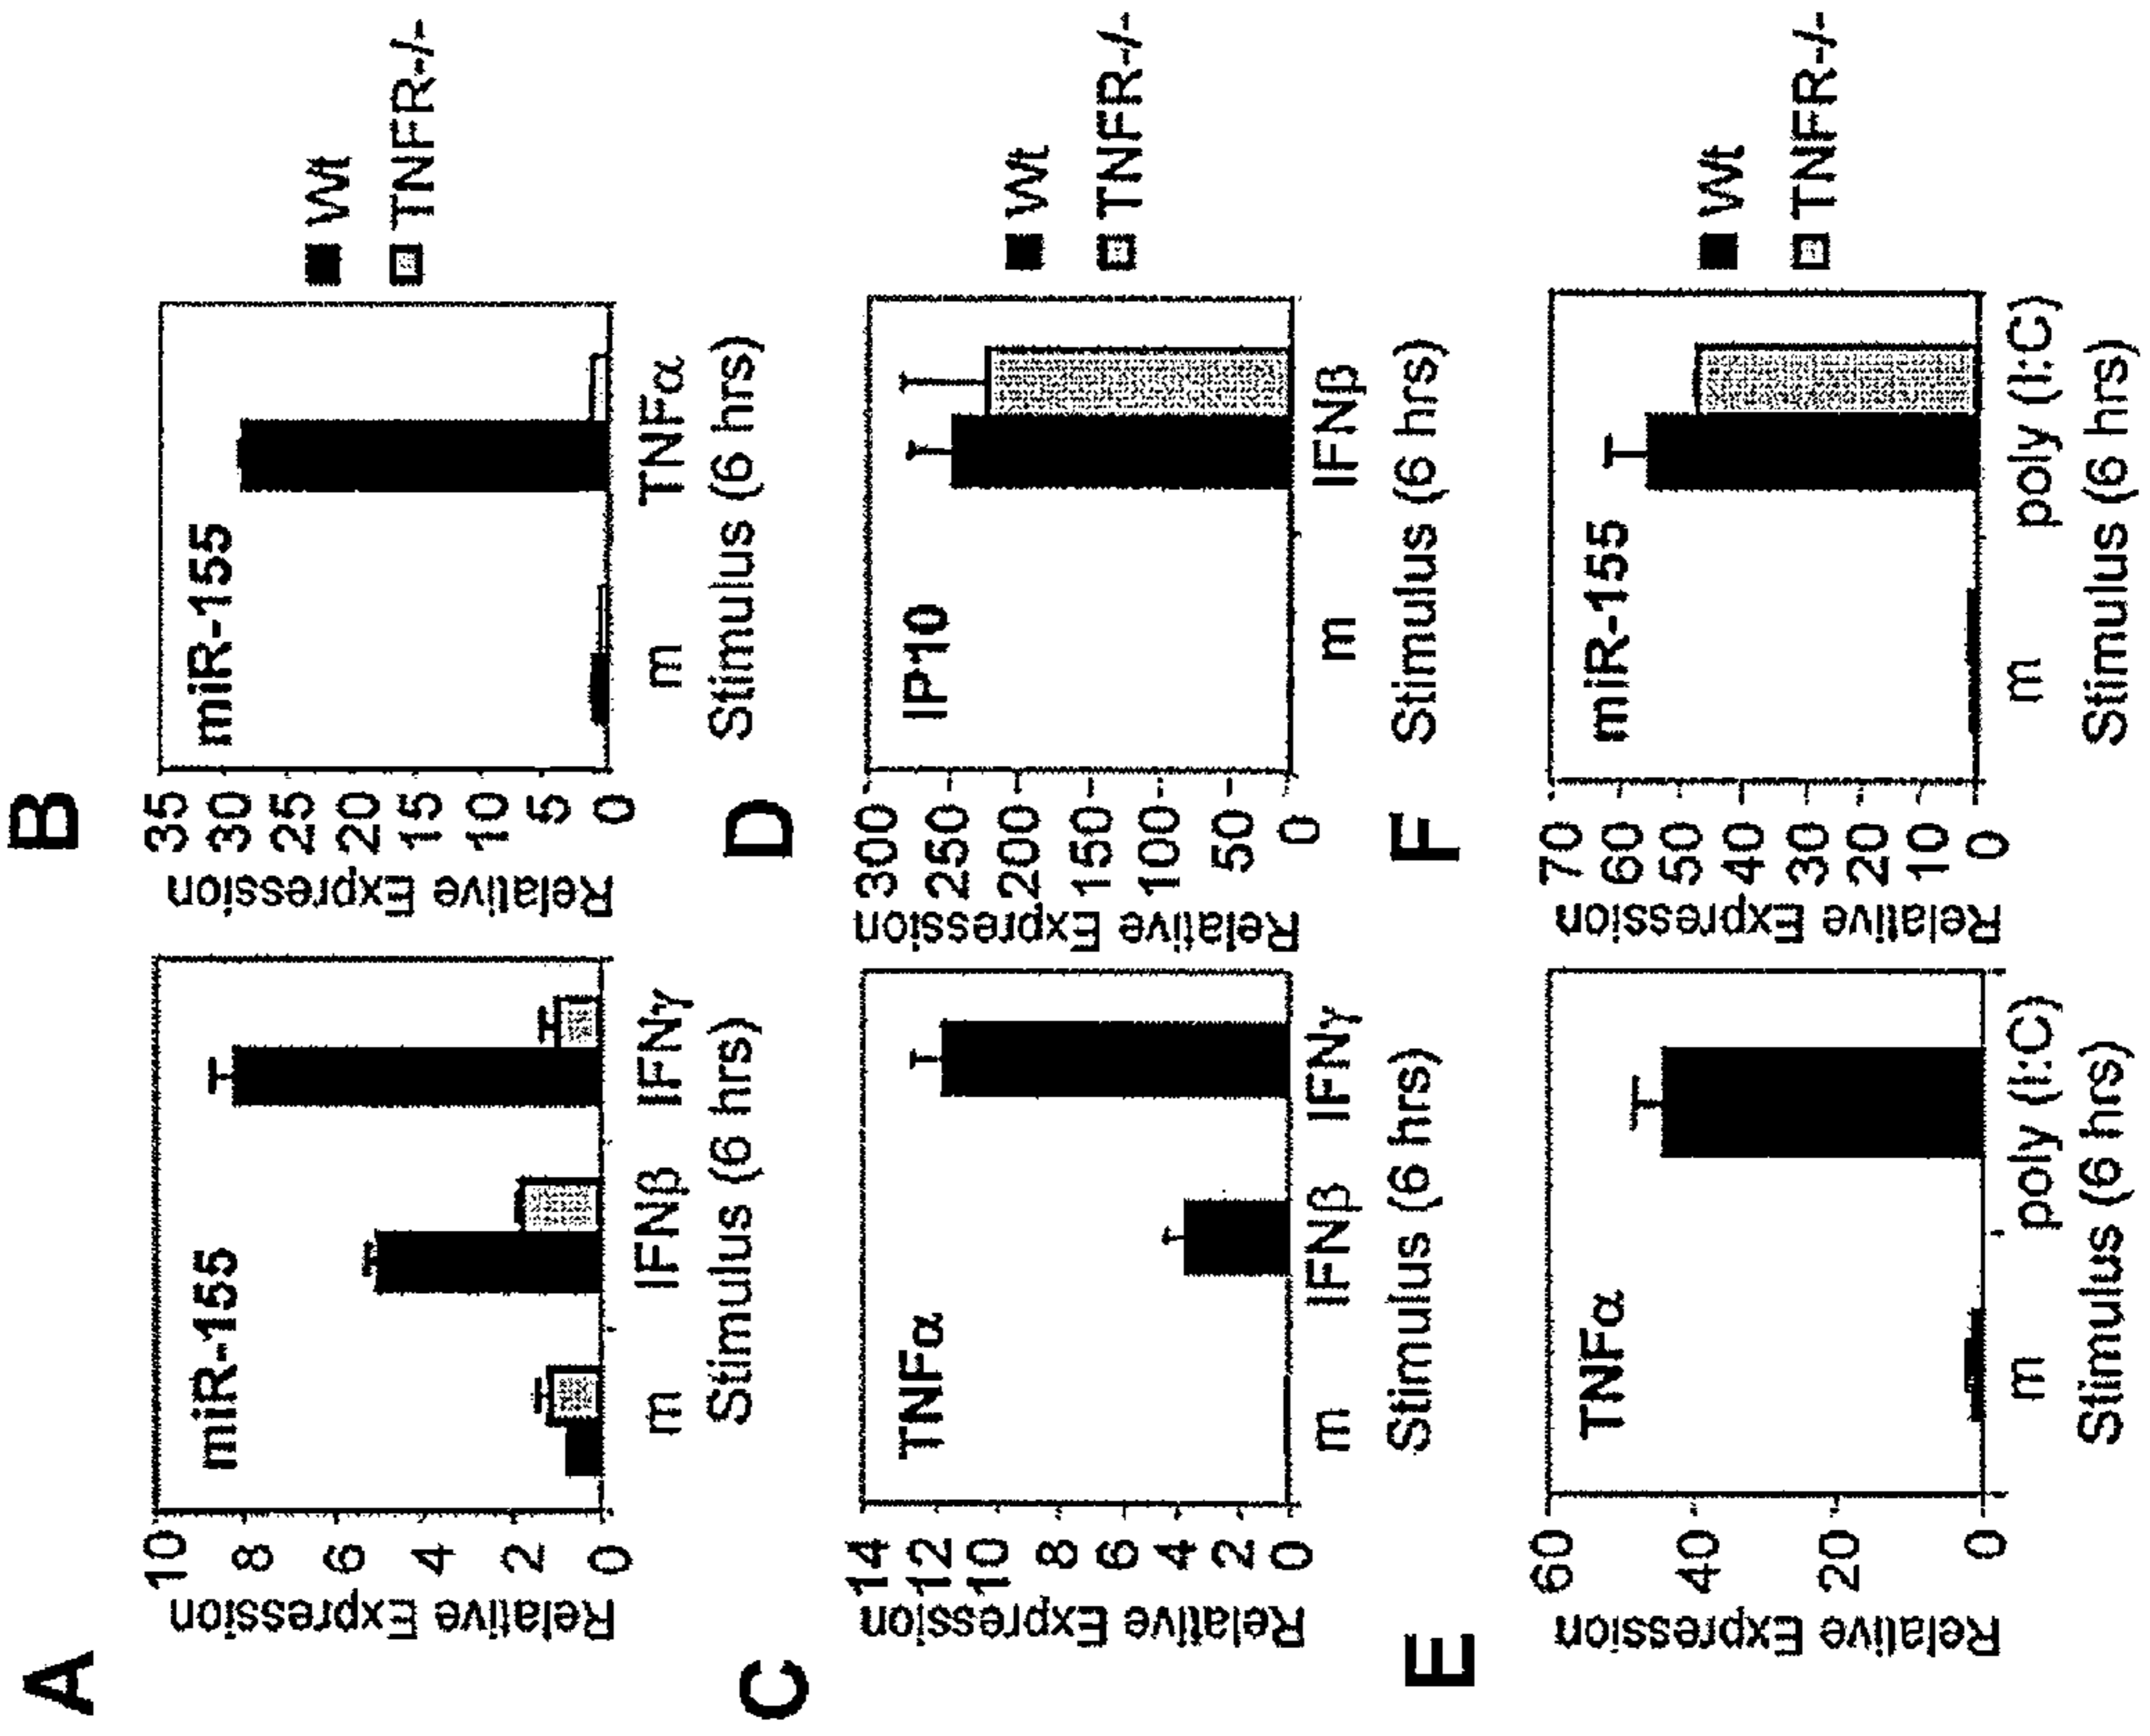 A
miR-155
Relative Expression
10
8
6
4
2
0
m IFNβ IFNγ
Stimulus (6 hrs)
B
miR-155
Relative Expression
35
30
25
20
15
10
5
0
m TNFα
Stimulus (6 hrs)
Wt
TNFR-/-
C
TNFα
Relative Expression
14
12
10
8
6
4
2
0
m IFNβ IFNγ
Stimulus (6 hrs)
D
IP10
Relative Expression
300
250
200
150
100
50
0
m IFNβ
Stimulus (6 hrs)
Wt
TNFR-/-
E
TNFα
Relative Expression
60
40
20
0
m poly (I:C)
Stimulus (6 hrs)
F
miR-155
Relative Expression
70
60
50
40
30
20
10
0
m poly (I:C)
Stimulus (6 hrs)
Wt
TNFR-/-